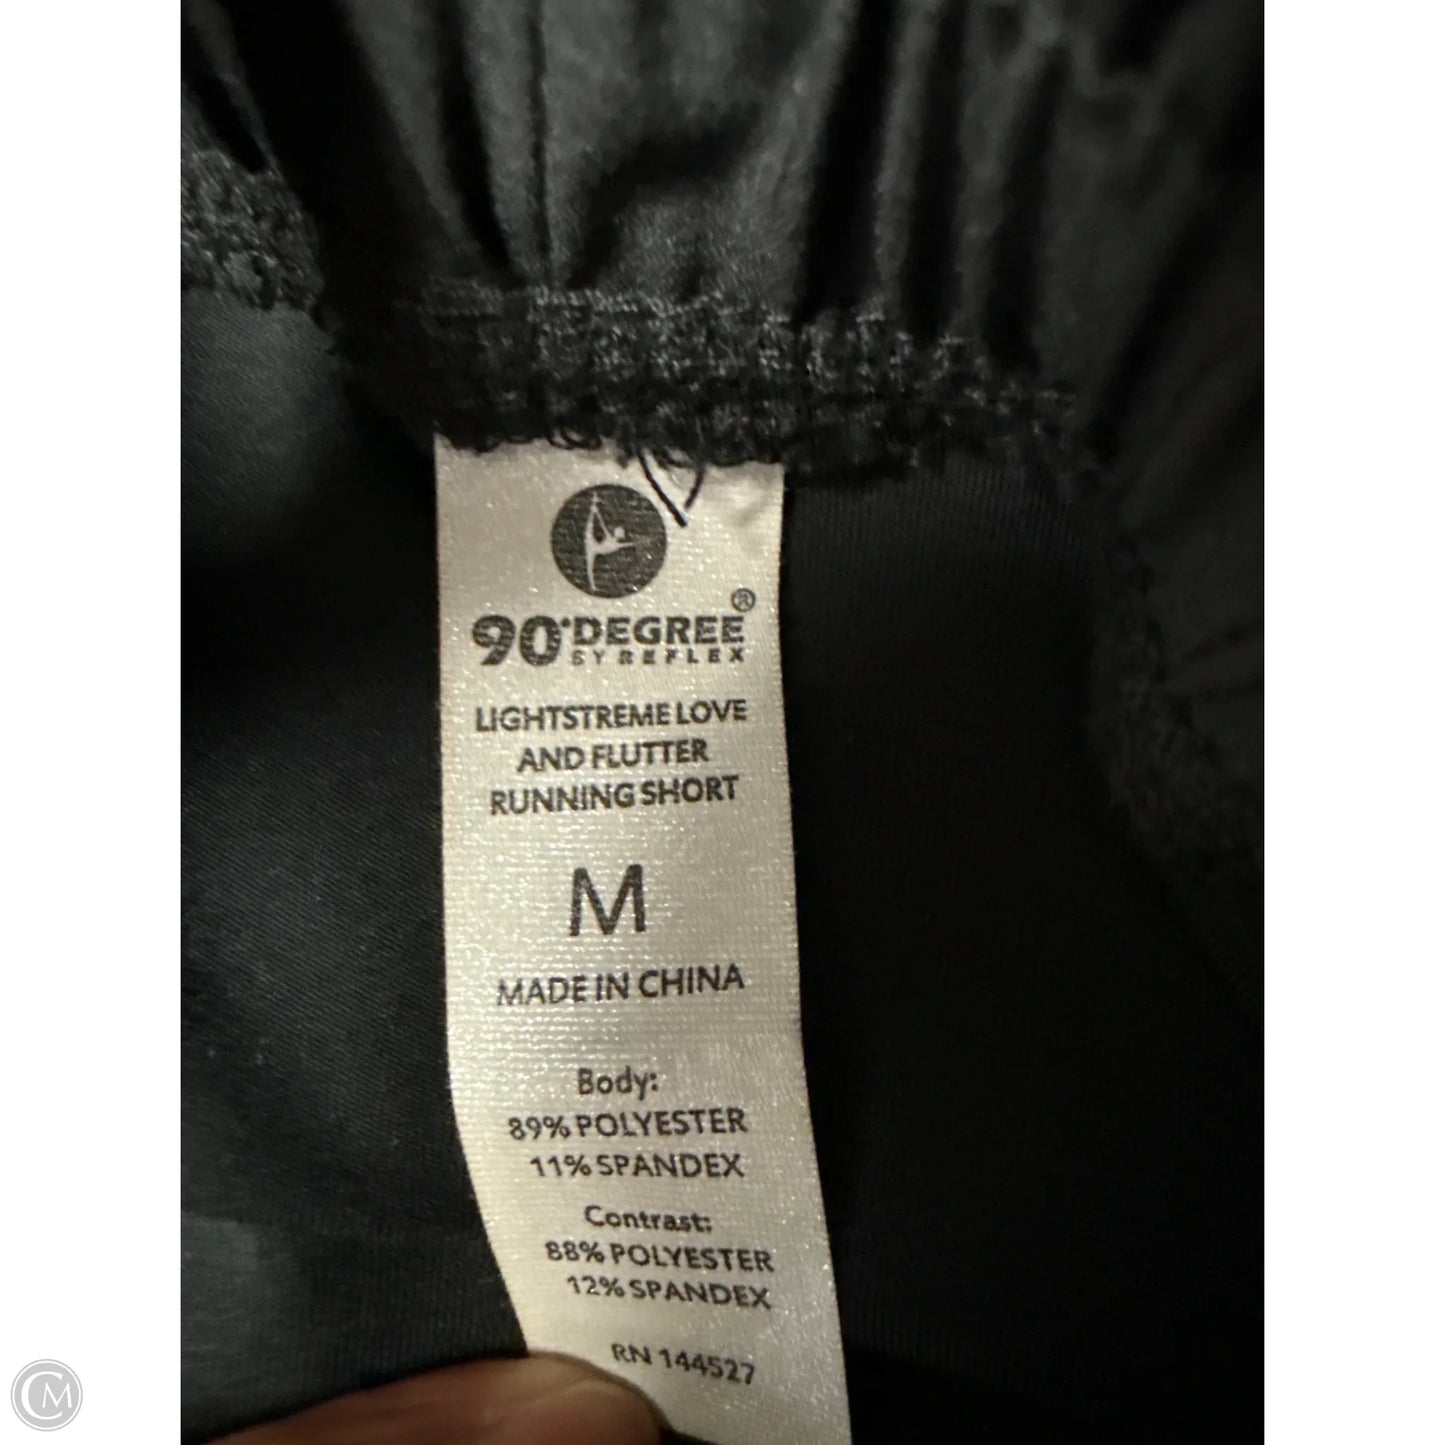 90°DEGREE®
BY REFLEX
LIGHTSTREME LOVE
AND FLUTTER
RUNNING SHORT
M
MADE IN CHINA
Body:
89% POLYESTER
11% SPANDEX
Contrast:
88% POLYESTER
12% SPANDEX
RN 144527
CM